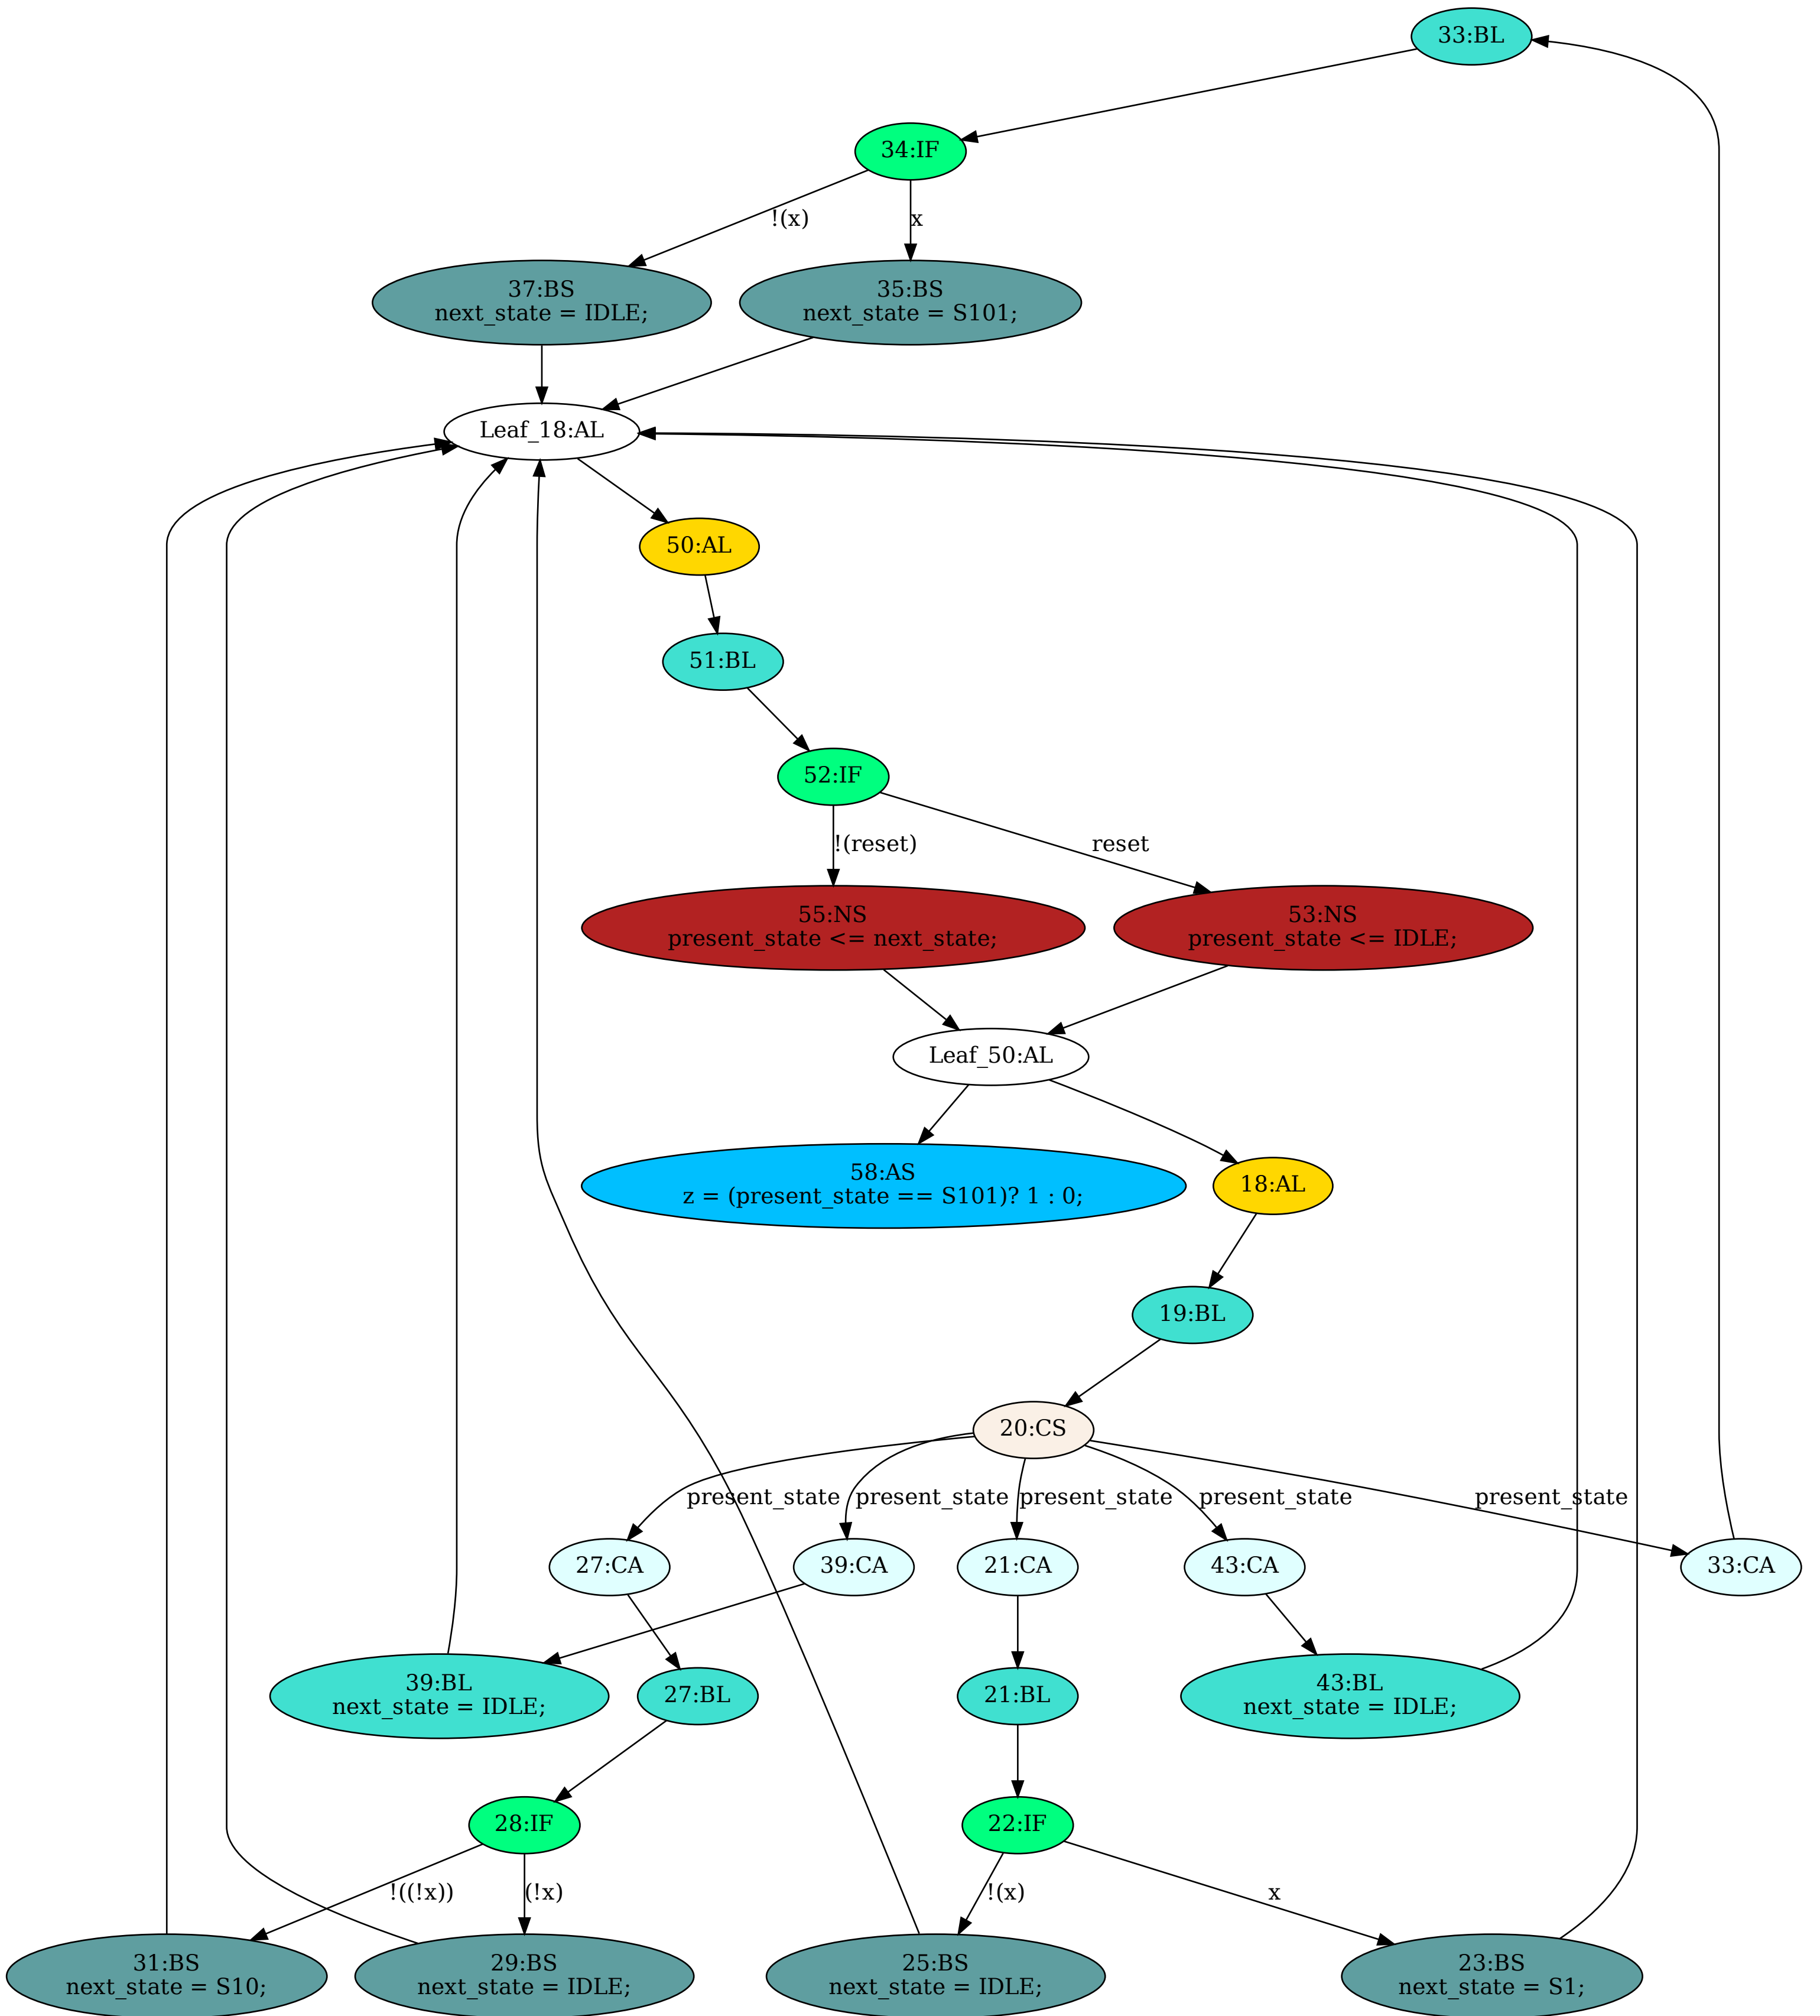 33:BL
34:IF
!(x)
x
37:BS
next_state = IDLE;
35:BS
next_state = S101;
Leaf_18:AL
50:AL
51:BL
52:IF
!(reset)
reset
55:NS
present_state <= next_state;
53:NS
present_state <= IDLE;
Leaf_50:AL
58:AS
z = (present_state == S101)? 1 : 0;
18:AL
19:BL
20:CS
present_state
present_state
present_state
present_state
present_state
27:CA
39:CA
21:CA
43:CA
33:CA
39:BL
next_state = IDLE;
27:BL
21:BL
43:BL
next_state = IDLE;
28:IF
22:IF
!((!x))
(!x)
!(x)
x
31:BS
next_state = S10;
29:BS
next_state = IDLE;
25:BS
next_state = IDLE;
23:BS
next_state = S1;